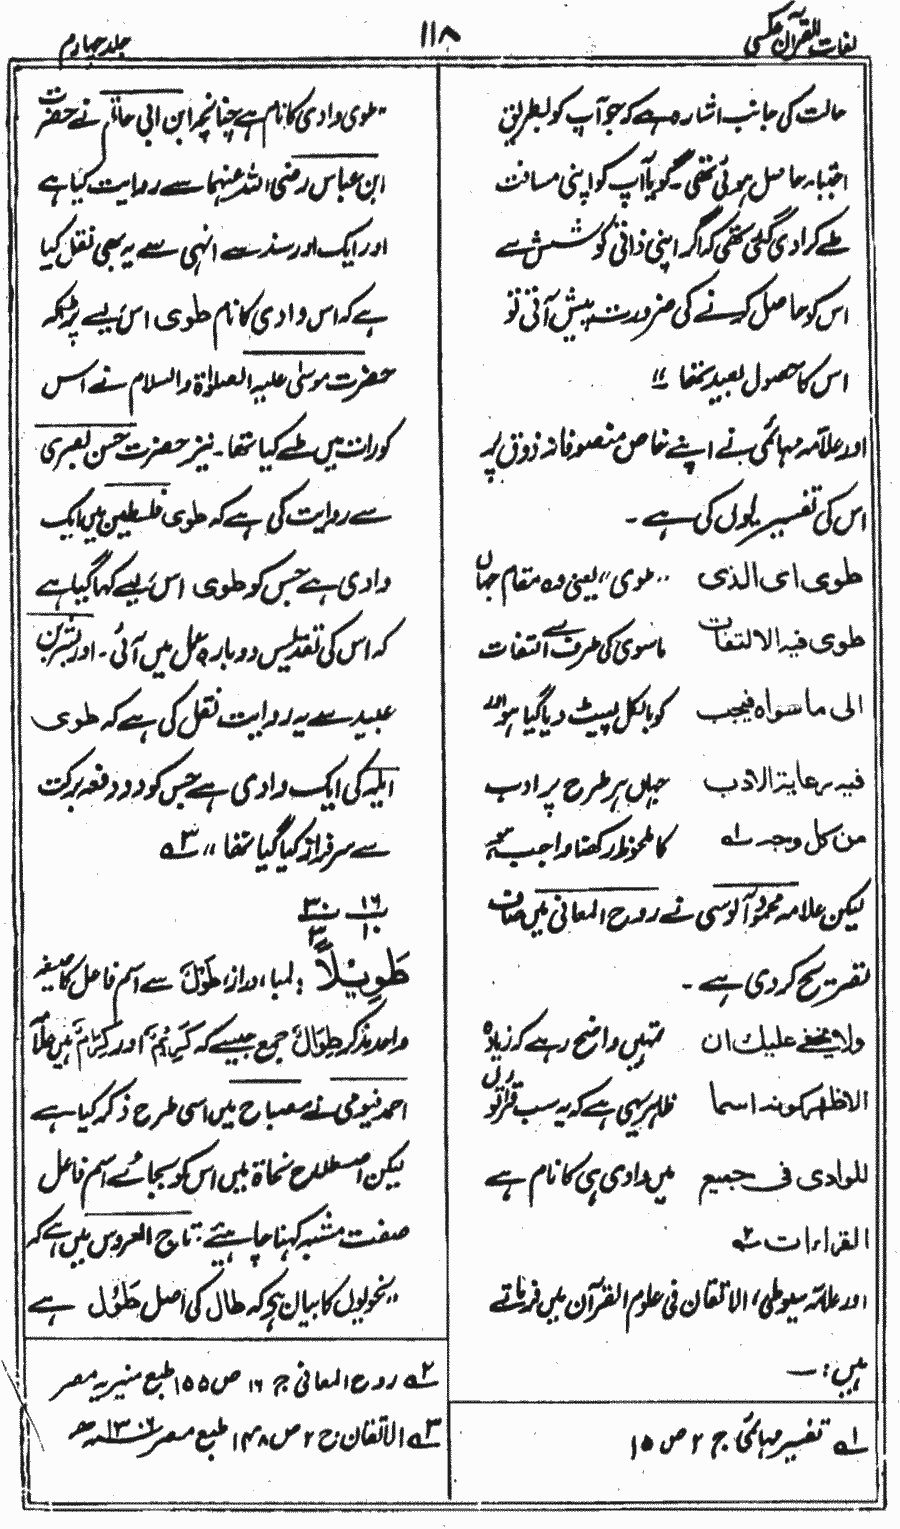 لغات القرآن عکسی
۱۱۸
جلد چہارم
حالت کی جانب اشارہ ہے کہ جو آپ کو بطریق
اجتباء حاصل ہوئی تھی۔ گویا آپ کو اپنی مسافت
طے کرا دی گئی تھی کہ اگر اپنی ذاتی کوشش سے
اس کو حاصل کرنے کی ضرورت پیش آتی تو
اس کا حصول بعید تھا ،،
اور علامہ مہائمی نے اپنے خاص متصوفانہ ذوق پر
اس کی تفسیر یوں کی ہے ۔
طوی ای الذی ،، طوی ،، یعنی وہ مقام جہاں
طوی فیہ الالتفات ماسوی کی طرف سے التفات
الی ما سواہ فیجب کو بالکل لپیٹ دیا گیا ہو اور
فیہ رعایۃ الادب جہاں ہر طرح پر ادب
من کل وجہ ۱ کا ملحوظ رکھنا واجب ہے
لیکن علامہ محمود آلوسی نے روح المعانی میں صاف
تصریح کر دی ہے ۔
ولا یخفی علیک ان تمہیں واضح رہے کہ زیادہ
الاظھر کونہ اسما ظاہر یہی ہے کہ یہ سب قرآتوں
للوادی فی جمیع میں وادی ہی کا نام ہے
القراءات ۲
اور علامہ سیوطی، الاتقان فی علوم القرآن میں فرماتے
ہیں : —
۱ تفسیر مہائمی ج ۲ ص ۱۵
،،طوی وادی کا نام ہے چنانچہ ابن ابی حاتم نے حضرت
ابن عباس رضی اللہ عنہما سے روایت کیا ہے
اور ایک اور سند سے انہی سے یہ بھی نقل کیا
ہے کہ اس وادی کا نام طوی اس لیے پڑا کہ
حضرت موسیٰ علیہ الصلوٰۃ والسلام نے اس
کو رات میں طے کیا تھا۔ نیز حضرت حسن بصری
سے روایت کی ہے کہ طوی فلسطین میں ایک
وادی ہے جس کو طوی اس لیے کہا گیا ہے
کہ اس کی تقدیس دو بارہ عمل میں آئی ۔ اور بشر بن
عبید سے یہ روایت نقل کی ہے کہ طوی
ایلہ کی ایک وادی ہے جس کو دو دفعہ برکت
سے سرفراز کیا گیا تھا ،، ۳
۱۶/۱۰ ۳۰/۳
طَوِیلًا : لمبا ، دراز، طَوْل سے اسم فاعل کا صیغہ
واحد مذکر طِوَالٌ جمع جیسے کہ کَرِیْمٌ اور کِرَامٌ ہیں علامہ
احمد فیومی نے مصباح میں اسی طرح ذکر کیا ہے
لیکن اصطلاح نحاۃ میں اس کو بجائے اسم فاعل
صفت مشبہ کہنا چاہیئے ۔ تاج العروس میں ہے کہ
،،نحویوں کا بیان ہے کہ طال کی اصل طَوُل ہے
۲ روح المعانی ج ۱۶ ص ۱۵۵ طبع منیریہ مصر
۳ الاتقان ج ۲ ص ۱۴۸ طبع مصر ۱۳۰۶ھ